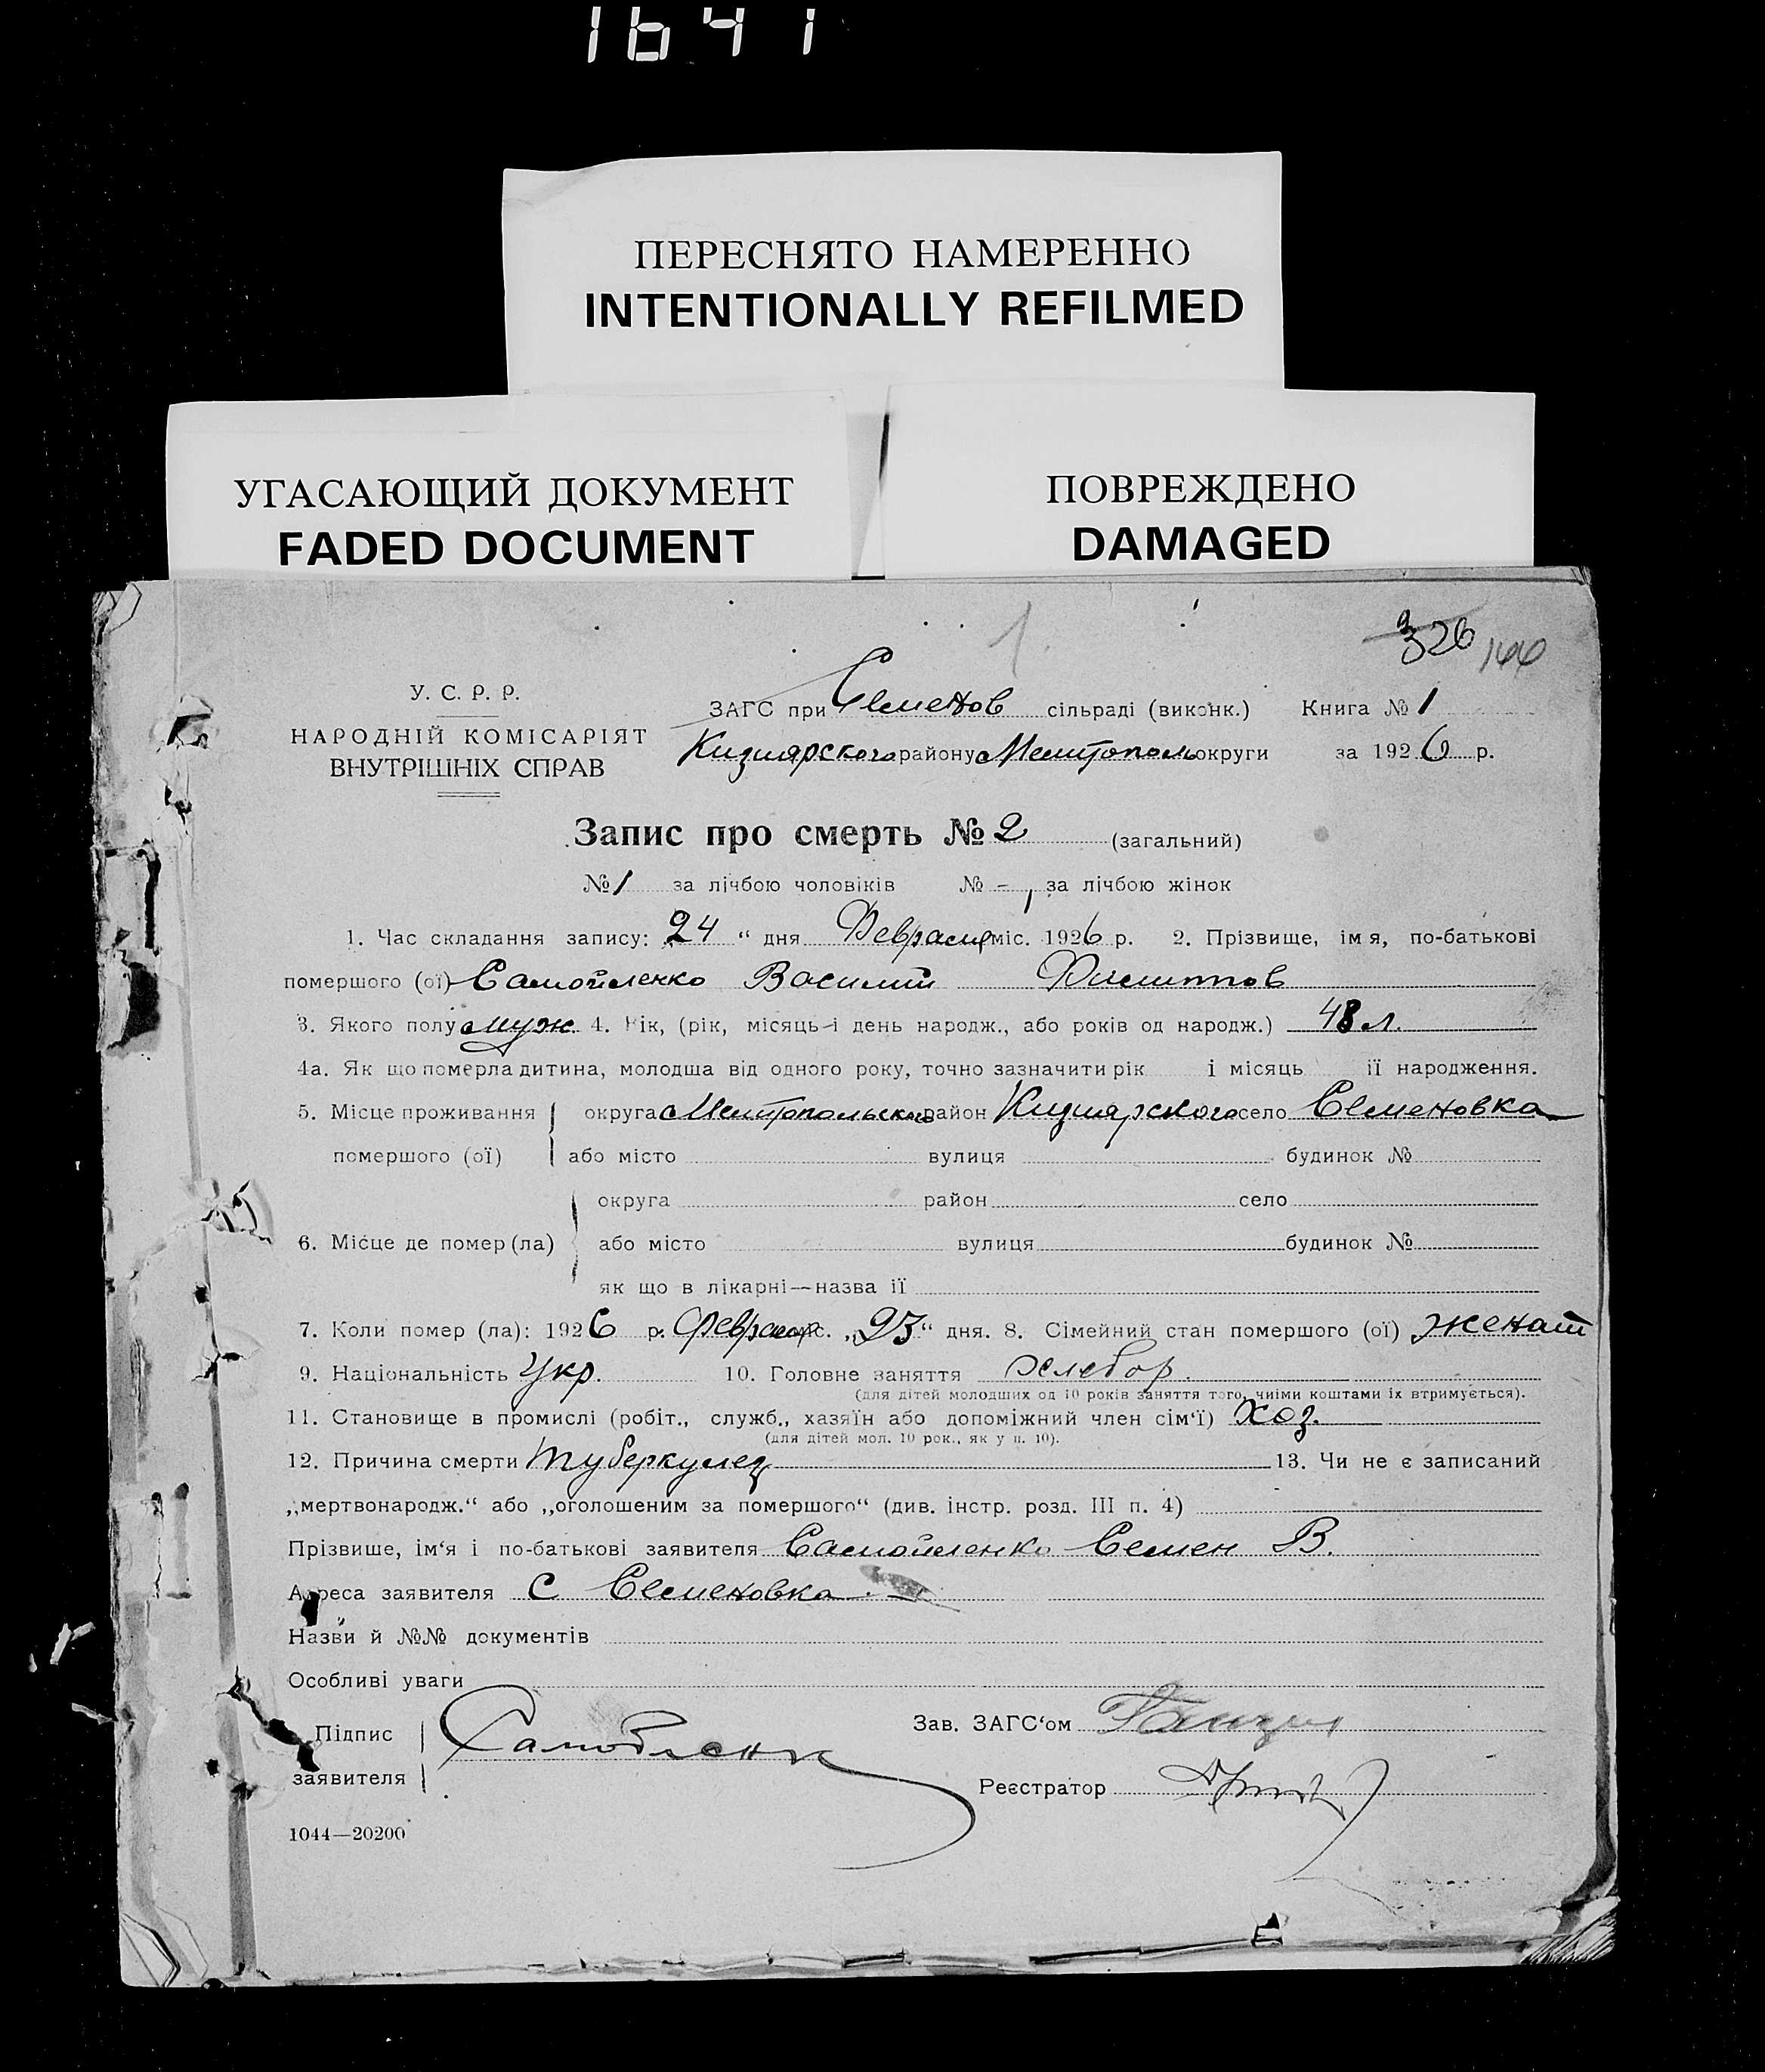 1641
ПЕРЕСНЯТО НАМЕРЕННО
INTENTIONALLY REFILMED
УГАСАЮЩИЙ ДОКУМЕНТ
FADED DOCUMENT
ПОВРЕЖДЕНО
DAMAGED
1.
326 144
У. С. Р. Р.
НАРОДНІЙ КОМІСАРІЯТ
ВНУТРІШНІХ СПРАВ
ЗАГС при Семенов сільраді (виконк.) Книга № 1
Кизиярского району Мелитополь округи за 1926 р.
Запис про смерть № 2 (загальний)
№ 1 за лічбою чоловіків № - за лічбою жінок
1. Час складання запису: 24 “ дня Февраля міс. 1926 р. 2. Прізвище, імя, по-батькові
помершого (ої) Самойленко Василий Филиппов
3. Якого полу муж 4. Вік, (рік, місяць і день народж., або років од народж.) 48 л.
4а. Як що померла дитина, молодша від одного року, точно зазначити рік і місяць її народження.
5. Місце проживання округа Мелитопольск район Кизиярского село Семеновка
помершого (ої) або місто вулиця будинок №
округа район село
6. Місце де помер (ла) або місто вулиця будинок №
як що в лікарні—назва її
7. Коли помер (ла): 1926 р. Февраля с. „23“ дня. 8. Сімейний стан помершого (ої) женат
9. Національність Укр. 10. Головне заняття хлебор.
(для дітей молодших од 10 років заняття того, чиїми коштами їх втримується).
11. Становище в промислі (робіт., служб., хазяїн або допоміжний член сім‘ї) хоз.
(для дітей мол. 10 рок., як у п. 10).
12. Причина смерти туберкулез 13. Чи не є записаний
„мертвонародж.“ або „оголошеним за помершого“ (див. інстр. розд. III п. 4)
Прізвише, ім‘я і по-батькові заявителя Самойленко Семен В.
Адреса заявителя с Семеновка
Назви й №№ документів
Особливі уваги
Підпис
заявителя Самойленк
Зав. ЗАГС‘ом
Реєстратор
1044—20200